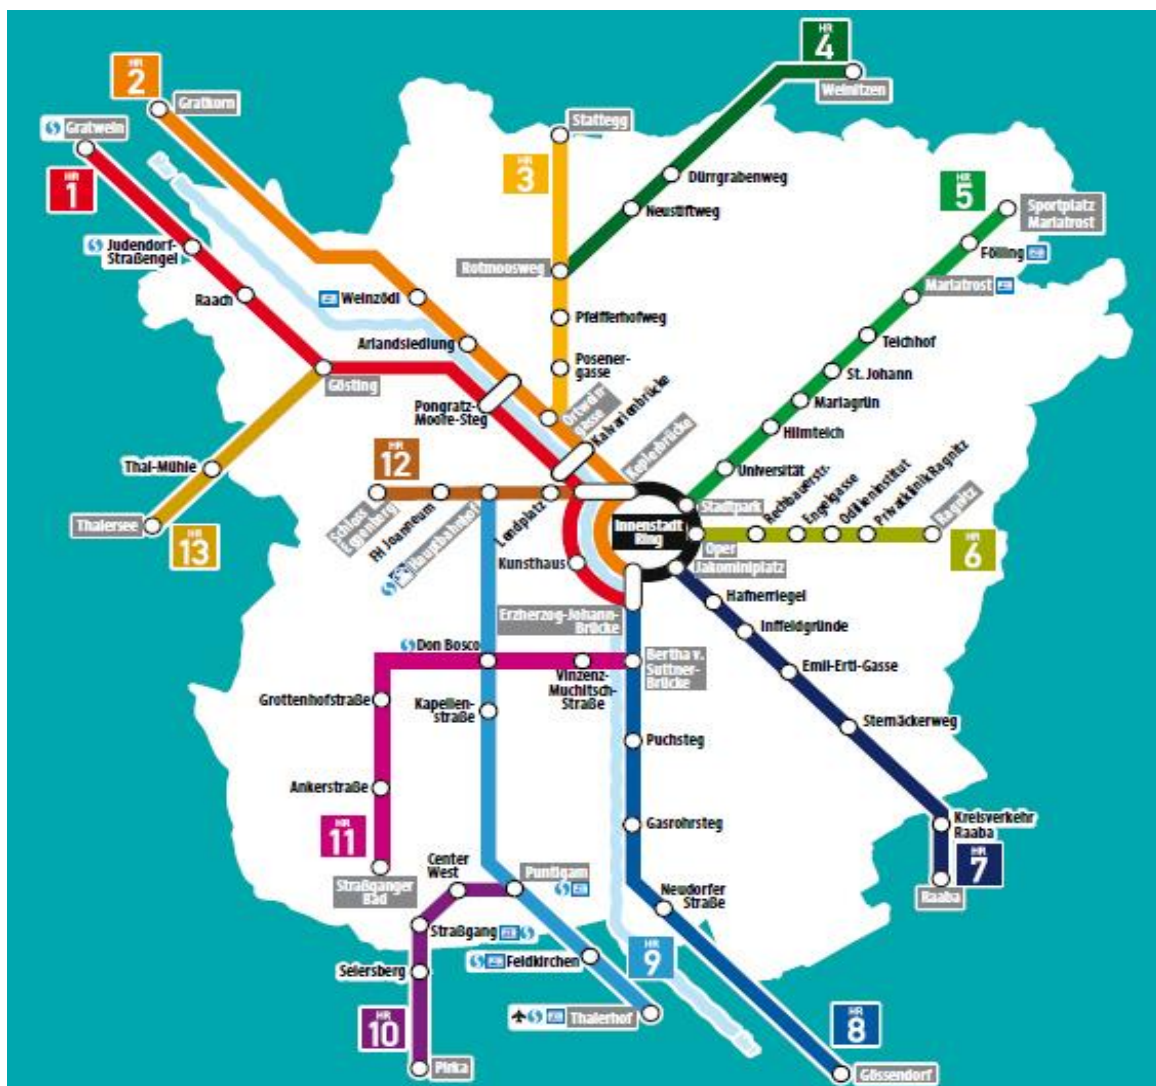 HR
4
HR
2
Gratkorn
Weinitzen
Gratwein
Stattegg
HR
3
HR
1
Dürrgrabenweg
HR
5
Sportplatz
Mariatrost
Neustiftweg
Judendorf-
Straßengel
Fölling
Rotmoosweg
Mariatrost
Raach
Weinzödl
Pfeifferhofweg
Arlandsiedlung
Teichhof
Posener-
gasse
St. Johann
Gösting
Mariagrün
Pongratz-
Moore-Steg
Ortwein-
gasse
Kalvarienbrücke
Hilmteich
HR
12
Keplerbrücke
Thal-Mühle
Universität
Schloss
Eggenberg
FH Joanneum
Hauptbahnhof
Lendplatz
Stadtpark
Rechbauerstr.
Engelgasse
Odilieninstitut
Privatklinik Ragnitz
Ragnitz
Thalersee
HR
13
Innenstadt
Ring
Oper
HR
6
Kunsthaus
Jakominiplatz
Hafnerriegel
Erzherzog-Johann-
Brücke
Inffeldgründe
Don Bosco
Bertha v.
Suttner-
Brücke
Emil-Ertl-Gasse
Vinzenz-
Muchitsch-
Straße
Grottenhofstraße
Kapellen-
straße
Sternäckerweg
Puchsteg
Ankerstraße
Gasrohrsteg
Kreisverkehr
Raaba
HR
11
HR
7
Center
West
Straßganger
Bad
Puntigam
Raaba
Neudorfer
Straße
Straßgang
HR
9
Feldkirchen
Seiersberg
Thalerhof
HR
10
HR
8
Pirka
Gössendorf